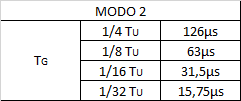 MODO 2
TG
1/4 TU 126µs
1/8 TU 63µs
1/16 TU 31,5µs
1/32 TU 15,75µs